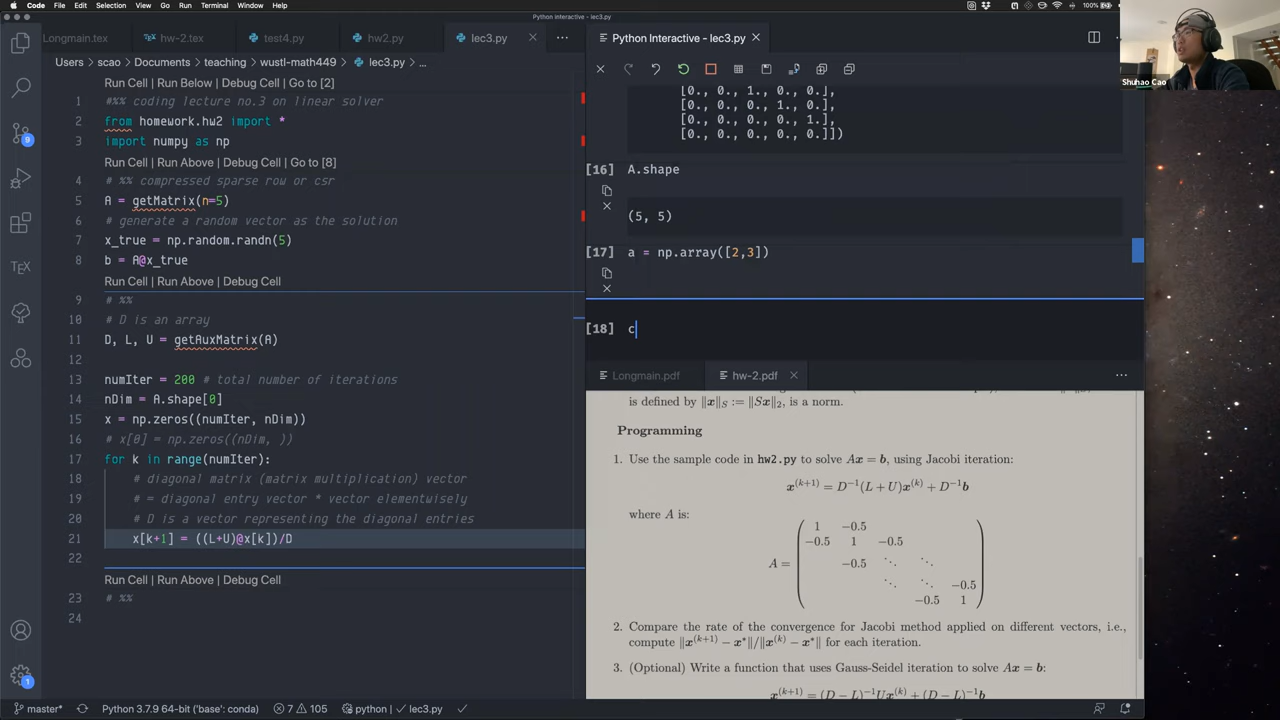 Code File Edit Selection View Go Run Terminal Window Help
100%
Python Interactive - lec3.py
Longmain.tex hw-2.tex test4.py hw2.py lec3.py
Users > scao > Documents > teaching > wustl-math449 > lec3.py > ...
Run Cell | Run Below | Debug Cell | Go to [2]
1 #%% coding lecture no.3 on linear solver
2 from homework.hw2 import *
3 import numpy as np
Run Cell | Run Above | Debug Cell | Go to [8]
4 # %% compressed sparse row or csr
5 A = getMatrix(n=5)
6 # generate a random vector as the solution
7 x_true = np.random.randn(5)
8 b = A@x_true
Run Cell | Run Above | Debug Cell
9 # %%
10 # D is an array
11 D, L, U = getAuxMatrix(A)
12
13 numIter = 200 # total number of iterations
14 nDim = A.shape[0]
15 x = np.zeros((numIter, nDim))
16 # x[0] = np.zeros((nDim, ))
17 for k in range(numIter):
18 # diagonal matrix (matrix multiplication) vector
19 # = diagonal entry vector * vector elementwisely
20 # D is a vector representing the diagonal entries
21 x[k+1] = ((L+U)@x[k])/D
22
Run Cell | Run Above | Debug Cell
23 # %%
24
9
TEX
1
Python Interactive - lec3.py
[0., 0., 1., 0., 0.],
[0., 0., 0., 1., 0.],
[0., 0., 0., 0., 1.],
[0., 0., 0., 0., 0.]])
[16] A.shape
(5, 5)
[17] a = np.array([2,3])
[18] c
Longmain.pdf hw-2.pdf
is defined by ‖x‖_S := ‖Sx‖_2, is a norm.
Programming
1. Use the sample code in hw2.py to solve Ax = b, using Jacobi iteration:
x^(k+1) = D^−1(L + U)x^(k) + D^−1b
where A is:
A =
1 −0.5
−0.5 1 −0.5
−0.5 ⋱ ⋱
⋱ ⋱ −0.5
−0.5 1
2. Compare the rate of the convergence for Jacobi method applied on different vectors, i.e.,
compute ‖x^(k+1) − x*‖/‖x^(k) − x*‖ for each iteration.
3. (Optional) Write a function that uses Gauss-Seidel iteration to solve Ax = b:
x^(k+1) = (D − L)^−1Ux^(k) + (D − L)^−1b
Shuhao Cao
master* Python 3.7.9 64-bit ('base': conda) 7 105 python | lec3.py